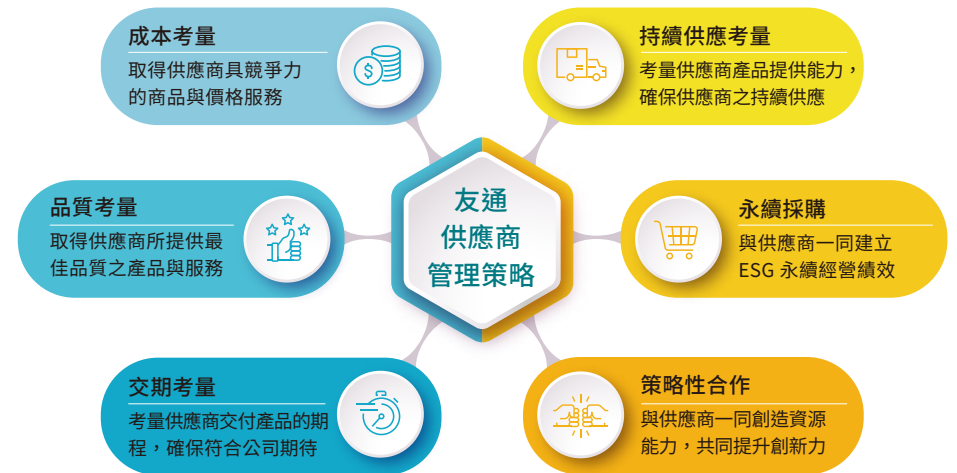 成本考量
取得供應商具競爭力
的商品與價格服務
持續供應考量
考量供應商產品提供能力，
確保供應商之持續供應
品質考量
取得供應商所提供最
佳品質之產品與服務
友通
供應商
管理策略
永續採購
與供應商一同建立
ESG 永續經營績效
交期考量
考量供應商交付產品的期
程，確保符合公司期待
策略性合作
與供應商一同創造資源
能力，共同提升創新力
$